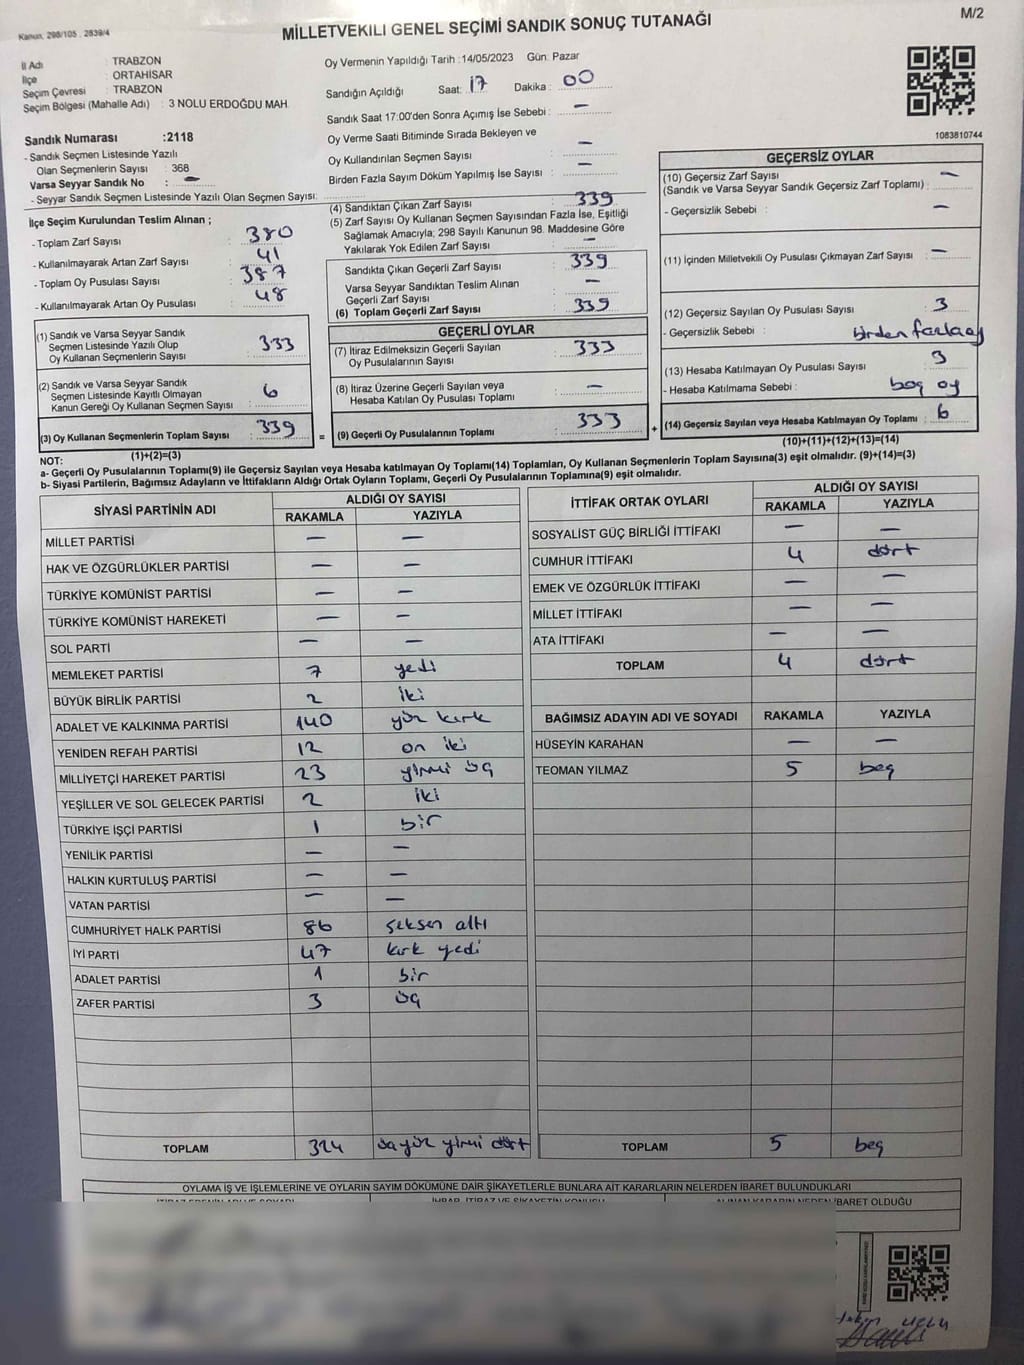 Kanun, 298/105 , 2839/4
MİLLETVEKİLİ GENEL SEÇİMİ SANDIK SONUÇ TUTANAĞI
M/2
İl Adı : TRABZON
İlçe : ORTAHİSAR
Seçim Çevresi : TRABZON
Seçim Bölgesi (Mahalle Adı) : 3 NOLU ERDOĞDU MAH.
Oy Vermenin Yapıldığı Tarih :14/05/2023 Gün: Pazar
Sandığın Açıldığı Saat: 17 Dakika : 00
Sandık Saat 17:00'den Sonra Açımış İse Sebebi : —
Oy Verme Saati Bitiminde Sırada Bekleyen ve
Oy Kullandırılan Seçmen Sayısı : —
Birden Fazla Sayım Döküm Yapılmış İse Sayısı : —
1083810744
Sandık Numarası :2118
- Sandık Seçmen Listesinde Yazılı
Olan Seçmenlerin Sayısı : 368
Varsa Seyyar Sandık No : —
- Seyyar Sandık Seçmen Listesinde Yazılı Olan Seçmen Sayısı:
İlçe Seçim Kurulundan Teslim Alınan ;
- Toplam Zarf Sayısı : 380
- Kullanılmayarak Artan Zarf Sayısı : 41
- Toplam Oy Pusulası Sayısı : 387
- Kullanılmayarak Artan Oy Pusulası : 48
(1) Sandık ve Varsa Seyyar Sandık
Seçmen Listesinde Yazılı Olup
Oy Kullanan Seçmenlerin Sayısı : 333
(2) Sandık ve Varsa Seyyar Sandık
Seçmen Listesinde Kayıtlı Olmayan
Kanun Gereği Oy Kullanan Seçmen Sayısı : 6
(3) Oy Kullanan Seçmenlerin Toplam Sayısı : 339
(1)+(2)=(3)
(4) Sandıktan Çıkan Zarf Sayısı : 339
(5) Zarf Sayısı Oy Kullanan Seçmen Sayısından Fazla İse, Eşitliği
Sağlamak Amacıyla; 298 Sayılı Kanunun 98. Maddesine Göre
Yakılarak Yok Edilen Zarf Sayısı : —
Sandıkta Çıkan Geçerli Zarf Sayısı : 339
Varsa Seyyar Sandıktan Teslim Alınan
Geçerli Zarf Sayısı : —
(6) Toplam Geçerli Zarf Sayısı : 339
GEÇERLİ OYLAR
(7) İtiraz Edilmeksizin Geçerli Sayılan
Oy Pusulalarının Sayısı : 333
(8) İtiraz Üzerine Geçerli Sayılan veya
Hesaba Katılan Oy Pusulası Toplamı : —
= (9) Geçerli Oy Pusulalarının Toplamı : 333 +
GEÇERSİZ OYLAR
(10) Geçersiz Zarf Sayısı
(Sandık ve Varsa Seyyar Sandık Geçersiz Zarf Toplamı) : —
- Geçersizlik Sebebi : —
(11) İçinden Milletvekili Oy Pusulası Çıkmayan Zarf Sayısı : —
(12) Geçersiz Sayılan Oy Pusulası Sayısı : 3
- Geçersizlik Sebebi : birden fazla oy
(13) Hesaba Katılmayan Oy Pusulası Sayısı : 3
- Hesaba Katılmama Sebebi : boş oy
(14) Geçersiz Sayılan veya Hesaba Katılmayan Oy Toplamı : 6
(10)+(11)+(12)+(13)=(14)
NOT:
a- Geçerli Oy Pusulalarının Toplamı(9) ile Geçersiz Sayılan veya Hesaba katılmayan Oy Toplamı(14) Toplamları, Oy Kullanan Seçmenlerin Toplam Sayısına(3) eşit olmalıdır. (9)+(14)=(3)
b- Siyasi Partilerin, Bağımsız Adayların ve İttifakların Aldığı Ortak Oyların Toplamı, Geçerli Oy Pusulalarının Toplamına(9) eşit olmalıdır.
SİYASİ PARTİNİN ADI ALDIĞI OY SAYISI
RAKAMLA YAZIYLA
MİLLET PARTİSİ — —
HAK VE ÖZGÜRLÜKLER PARTİSİ — —
TÜRKİYE KOMÜNİST PARTİSİ — —
TÜRKİYE KOMÜNİST HAREKETİ — —
SOL PARTİ — —
MEMLEKET PARTİSİ 7 yedi
BÜYÜK BİRLİK PARTİSİ 2 iki
ADALET VE KALKINMA PARTİSİ 140 yüz kırk
YENİDEN REFAH PARTİSİ 12 on iki
MİLLİYETÇİ HAREKET PARTİSİ 23 yirmi üç
YEŞİLLER VE SOL GELECEK PARTİSİ 2 iki
TÜRKİYE İŞÇİ PARTİSİ 1 bir
YENİLİK PARTİSİ — —
HALKIN KURTULUŞ PARTİSİ — —
VATAN PARTİSİ — —
CUMHURİYET HALK PARTİSİ 86 seksen altı
İYİ PARTİ 47 kırk yedi
ADALET PARTİSİ 1 bir
ZAFER PARTİSİ 3 üç
TOPLAM 324 üçyüz yirmi dört
İTTİFAK ORTAK OYLARI ALDIĞI OY SAYISI
RAKAMLA YAZIYLA
SOSYALİST GÜÇ BİRLİĞİ İTTİFAKI — —
CUMHUR İTTİFAKI 4 dört
EMEK VE ÖZGÜRLÜK İTTİFAKI — —
MİLLET İTTİFAKI — —
ATA İTTİFAKI — —
TOPLAM 4 dört
BAĞIMSIZ ADAYIN ADI VE SOYADI RAKAMLA YAZIYLA
HÜSEYİN KARAHAN — —
TEOMAN YILMAZ 5 beş
TOPLAM 5 beş
OYLAMA İŞ VE İŞLEMLERİNE VE OYLARIN SAYIM DÖKÜMÜNE DAİR ŞİKAYETLERLE BUNLARA AİT KARARLARIN NELERDEN İBARET BULUNDUKLARI
İTİRAZ EDENİN ADI VE SOYADI İHBAR, İTİRAZ VE ŞİKAYETİN KONUSU ALINAN KARARIN NEDEN İBARET OLDUĞU